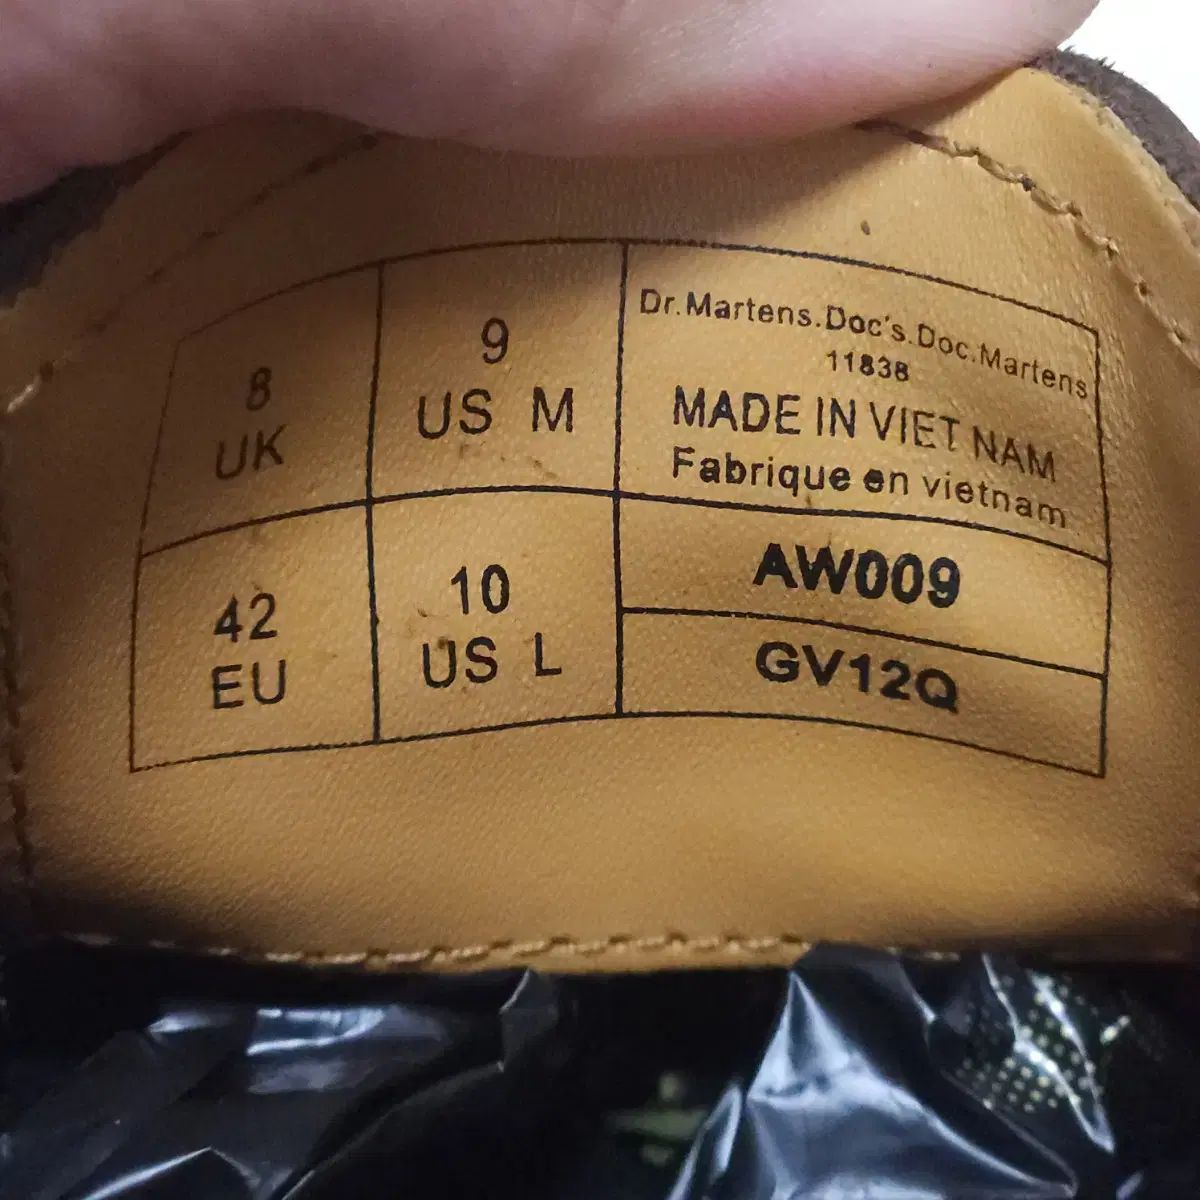 8
UK
9
US M
Dr.Martens.Doc's.Doc.Martens
11838
MADE IN VIET NAM
Fabrique en vietnam
42
EU
10
US L
AW009
GV12Q